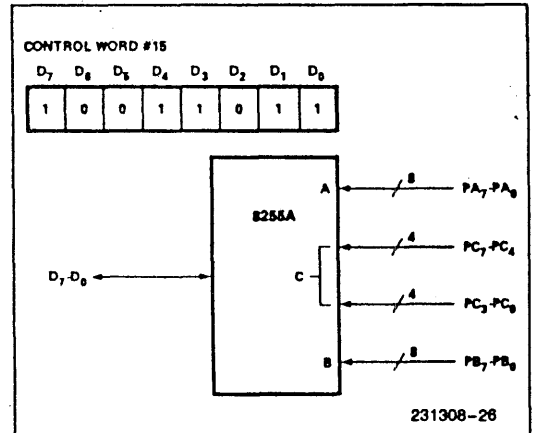 CONTROL WORD #15
D7 D6 D5 D4 D3 D2 D1 D0
1 0 0 1 1 0 1 1
8255A
A
8
PA7-PA0
4
PC7-PC4
D7-D0
C
4
PC3-PC0
B
8
PB7-PB0
231308-26